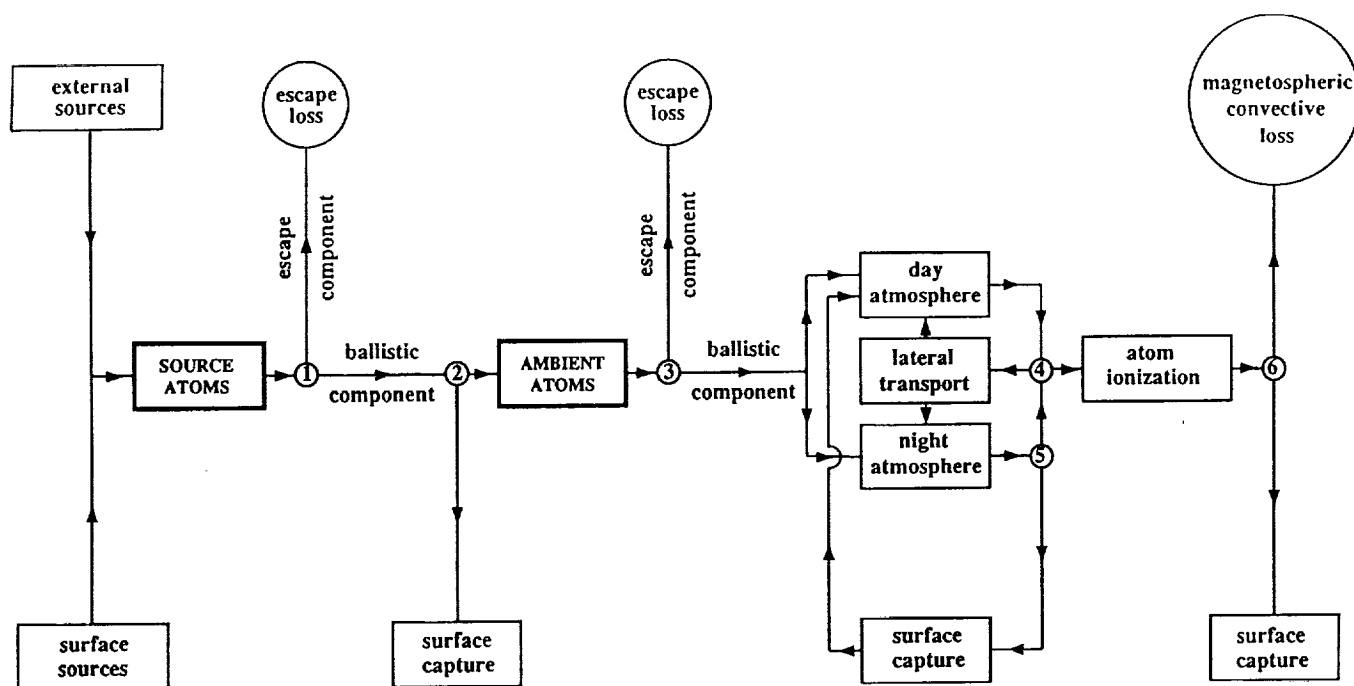 external
sources
escape
loss
escape
loss
magnetospheric
convective
loss
escape
component
escape
component
day
atmosphere
SOURCE
ATOMS
1
ballistic
component
2
AMBIENT
ATOMS
3
ballistic
component
lateral
transport
4
atom
ionization
6
night
atmosphere
5
surface
sources
surface
capture
surface
capture
surface
capture